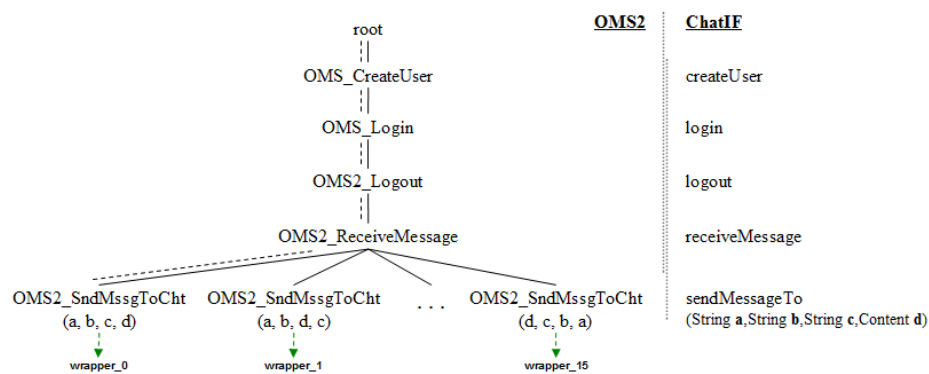 OMS2 ChatIF
root
OMS_CreateUser createUser
OMS_Login login
OMS2_Logout logout
OMS2_ReceiveMessage receiveMessage
OMS2_SndMssgToCht OMS2_SndMssgToCht . . . OMS2_SndMssgToCht sendMessageTo
(a, b, c, d) (a, b, d, c) (d, c, b, a) (String a,String b,String c,Content d)
wrapper_0 wrapper_1 wrapper_15